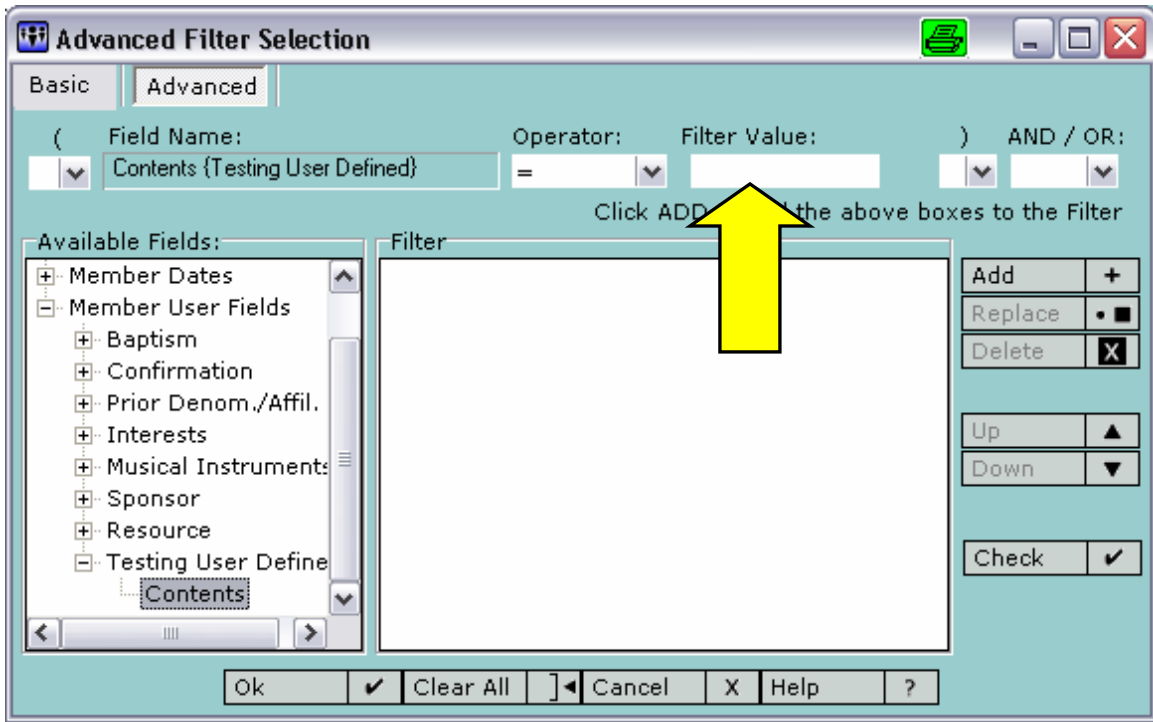 Advanced Filter Selection
Basic Advanced
( Field Name: Operator: Filter Value: ) AND / OR:
Contents {Testing User Defined} =
Click ADD the above boxes to the Filter
Available Fields: Filter
Member Dates
Member User Fields
Baptism
Confirmation
Prior Denom./Affil.
Interests
Musical Instruments
Sponsor
Resource
Testing User Define
Contents
Add +
Replace
Delete X
Up
Down
Check
Ok Clear All Cancel X Help ?